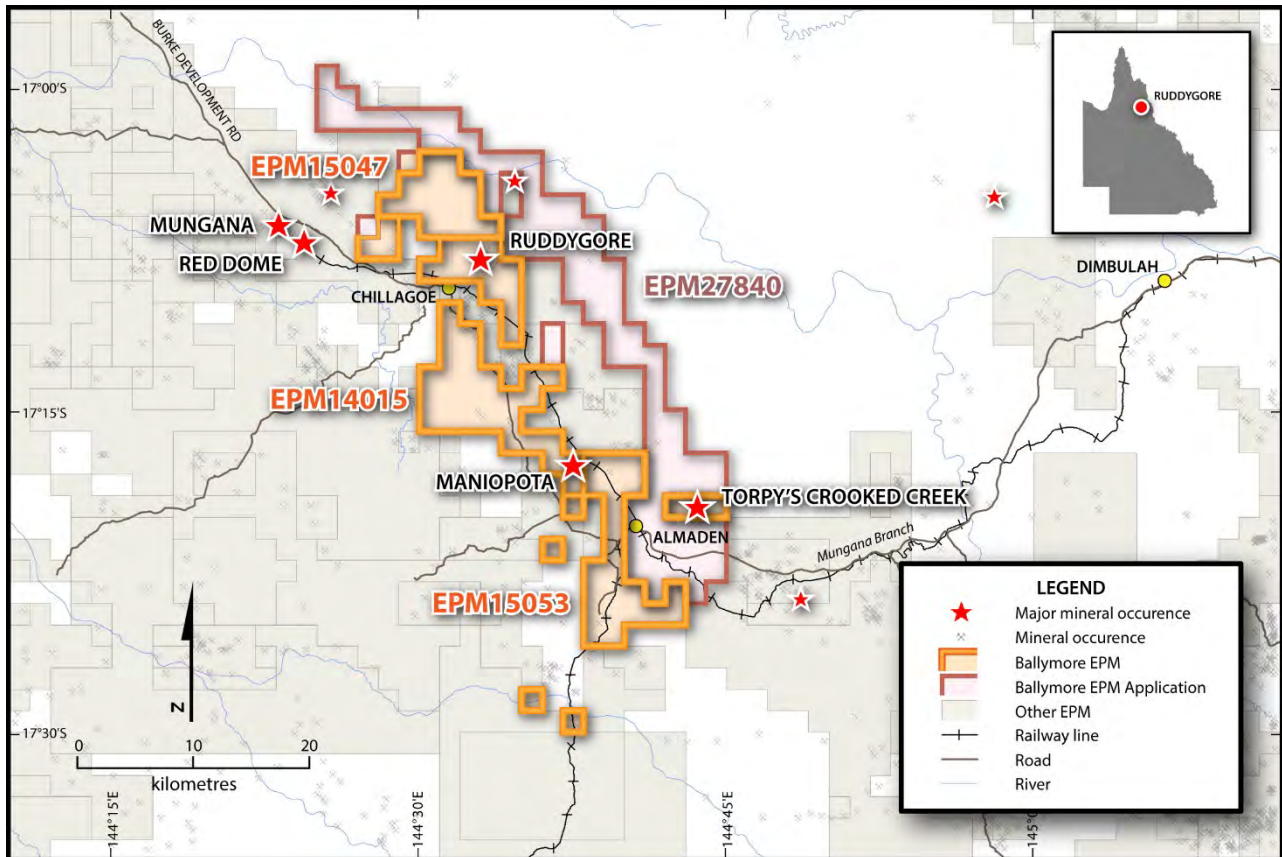 BURKE DEVELOPMENT RD
17°00'S
RUDDYGORE
EPM15047
MUNGANA
RED DOME
RUDDYGORE
DIMBULAH
CHILLAGOE
EPM27840
EPM14015
17°15'S
MANIOPOTA
TORPY'S CROOKED CREEK
ALMADEN
Mungana Branch
EPM15053
LEGEND
Major mineral occurence
Mineral occurence
Ballymore EPM
Ballymore EPM Application
Other EPM
Railway line
Road
River
N
17°30'S
0 10 20
kilometres
144°15'E
144°30'E
144°45'E